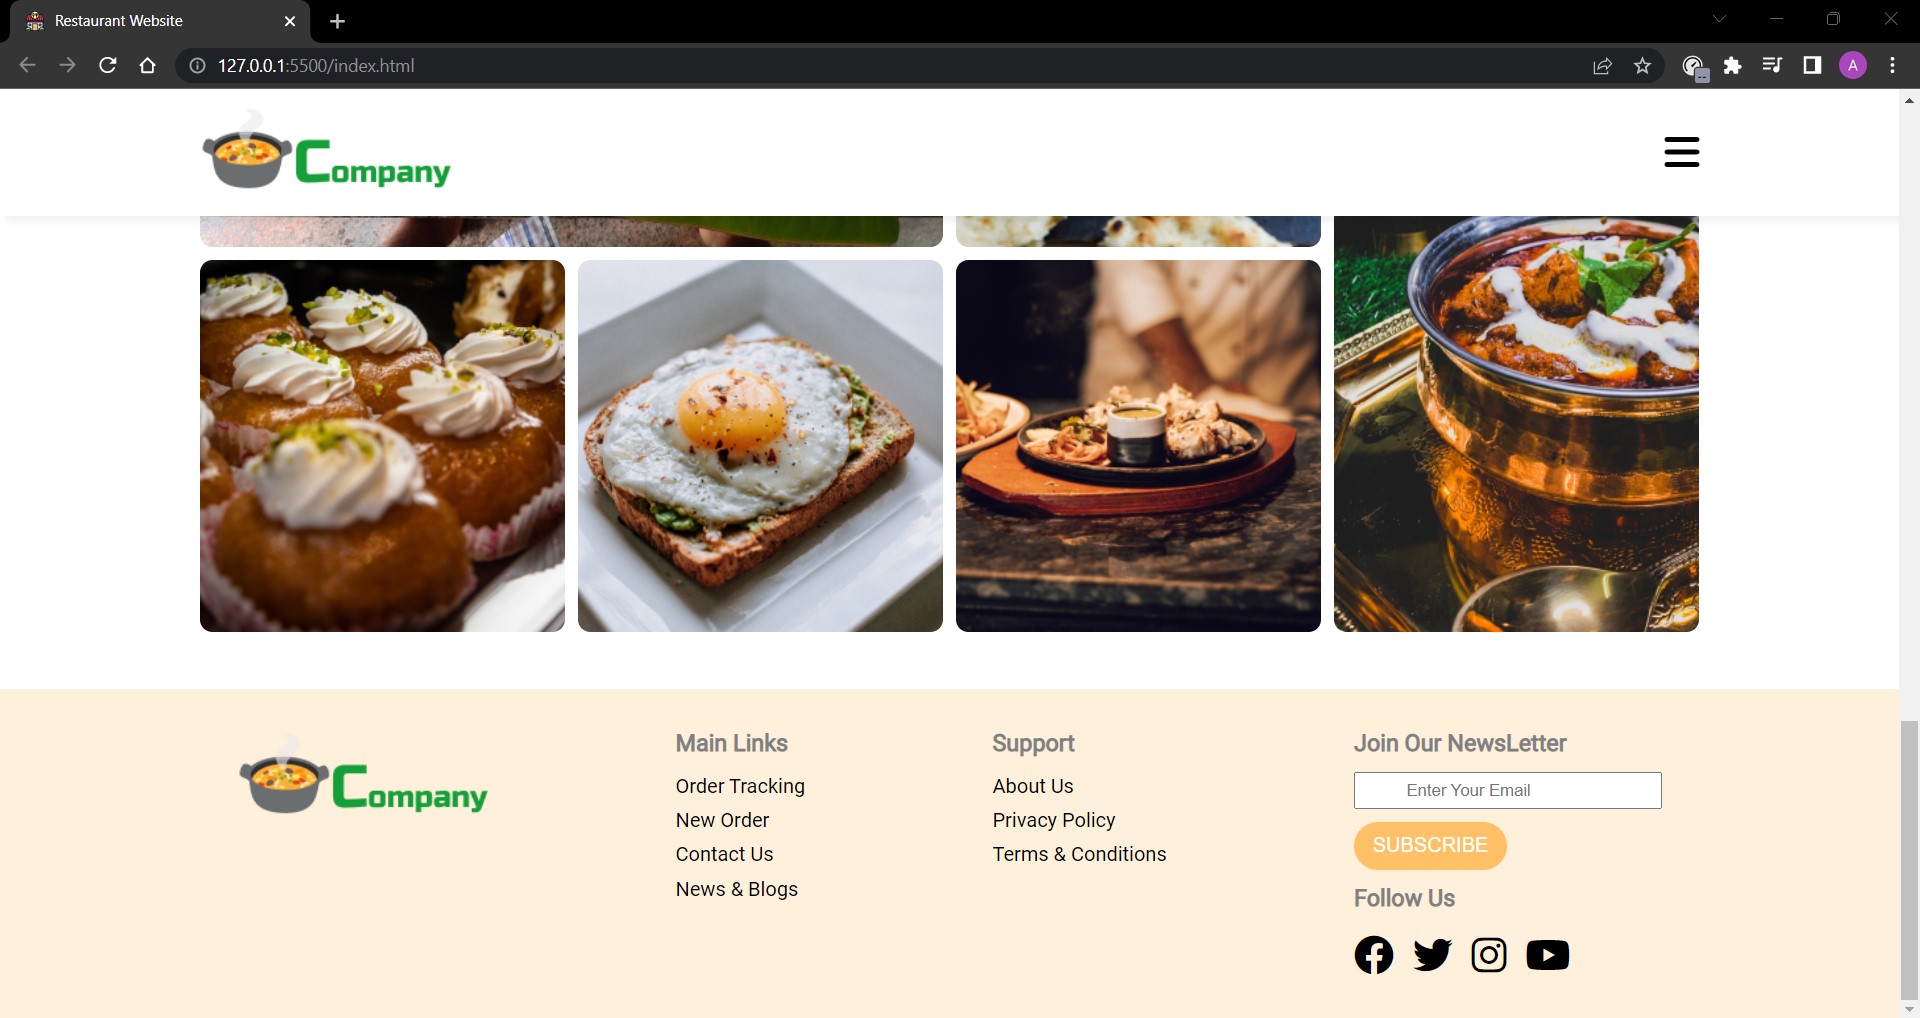 Restaurant Website
127.0.0.1:5500/index.html
A
Company
Company
Main Links
Order Tracking
New Order
Contact Us
News & Blogs
Support
About Us
Privacy Policy
Terms & Conditions
Join Our NewsLetter
Enter Your Email
SUBSCRIBE
Follow Us